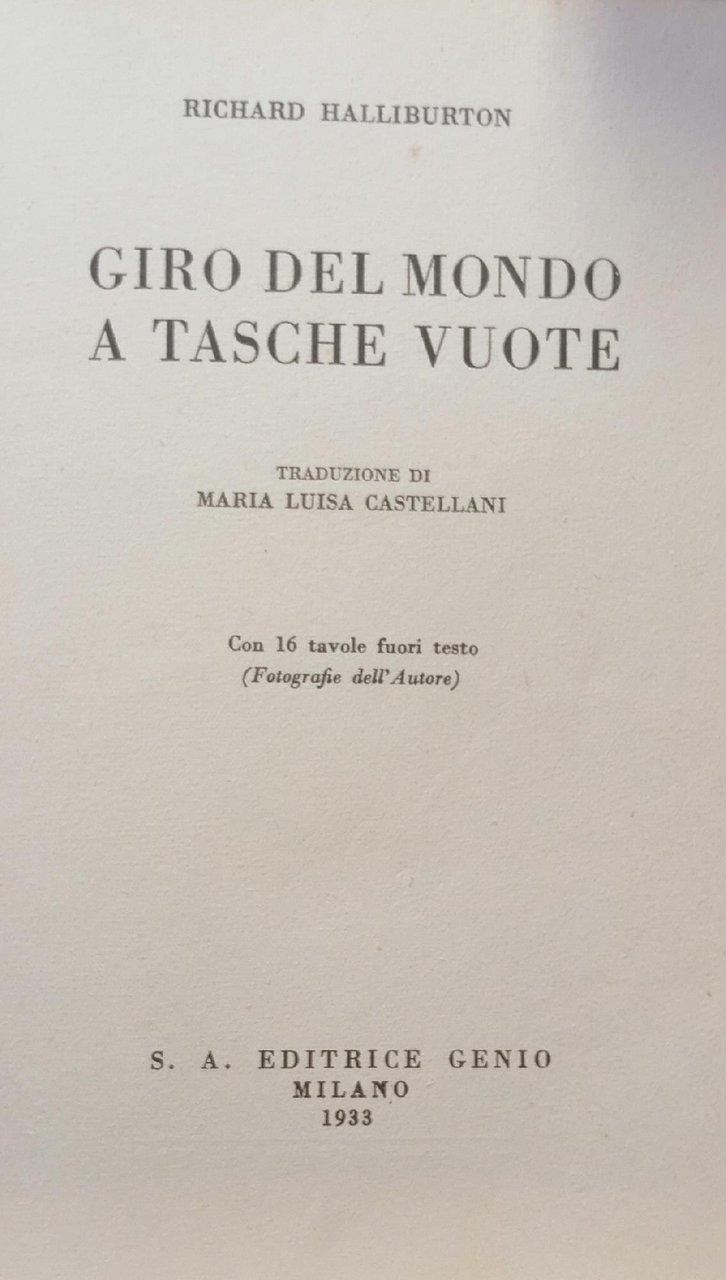 RICHARD HALLIBURTON
GIRO DEL MONDO
A TASCHE VUOTE
TRADUZIONE DI
MARIA LUISA CASTELLANI
Con 16 tavole fuori testo
(Fotografie dell'Autore)
S. A. EDITRICE GENIO
MILANO
1933